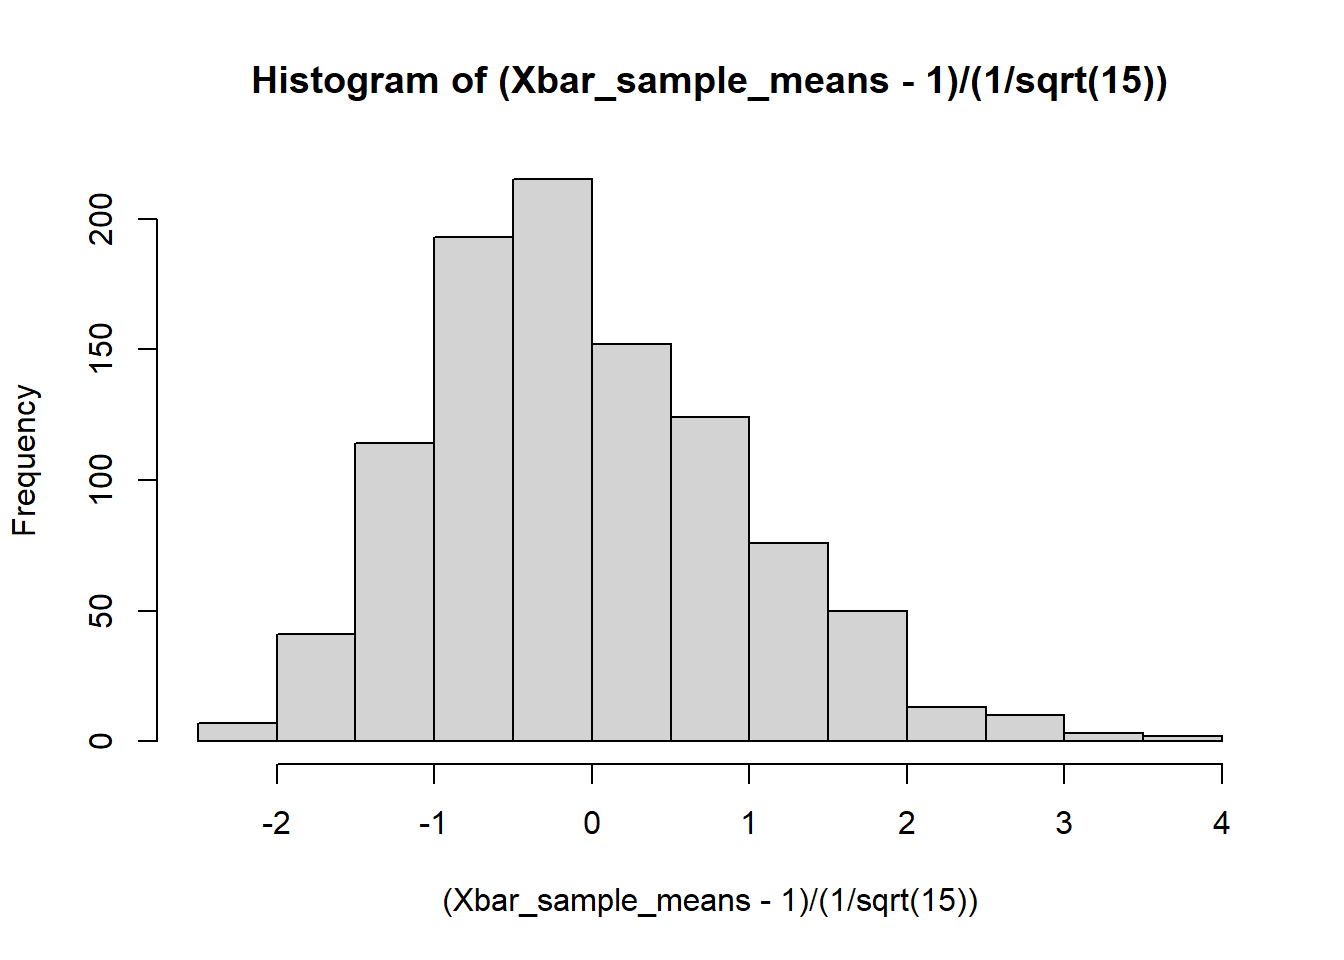 Histogram of (Xbar_sample_means - 1)/(1/sqrt(15))
Frequency
200
150
100
50
0
-2 -1 0 1 2 3 4
(Xbar_sample_means - 1)/(1/sqrt(15))